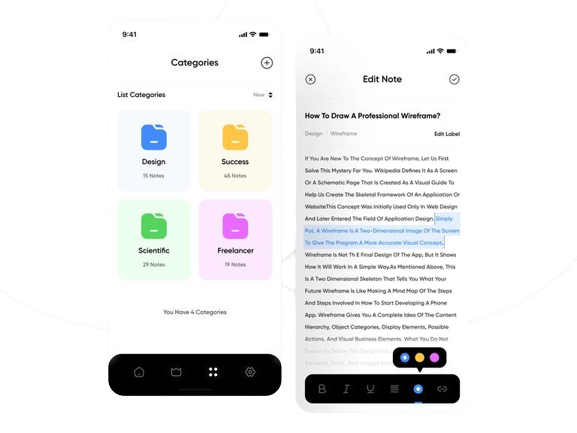 9:41
Categories
List Categories
New
Design
15 Notes
Success
45 Notes
Scientific
29 Notes
Freelancer
19 Notes
You Have 4 Categories
9:41
Edit Note
How To Draw A Professional Wireframe?
Design Wireframe Edit Label
If You Are New To The Concept Of Wireframe, Let Us First
Solve This Mystery For You. Wikipedia Defines It As A Screen
Or A Schematic Page That Is Created As A Visual Guide To
Help Us Create The Skeletal Framework Of An Application Or
WebsiteThis Concept Was Initially Used Only In Web Design
And Later Entered The Field Of Application Design. Simply
Put, A Wireframe Is A Two-Dimensional Image Of The Screen
To Give The Program A More Accurate Visual Concept.
Wireframe Is Not Th E Final Design Of The App, But It Shows
How It Will Work In A Simple Way.As Mentioned Above, This
Is A Two Dimensional Skeleton That Tells You What Your
Future Wireframe Is Like Making A Mind Map Of The Steps
And Steps Involved In How To Start Developing A Phone
App. Wireframe Gives You A Complete Idea Of The Content
Hierarchy, Object Categories, Display Elements, Possible
Actions, And Visual Business Elements. What You Do Not
Expect To See In This
B I U